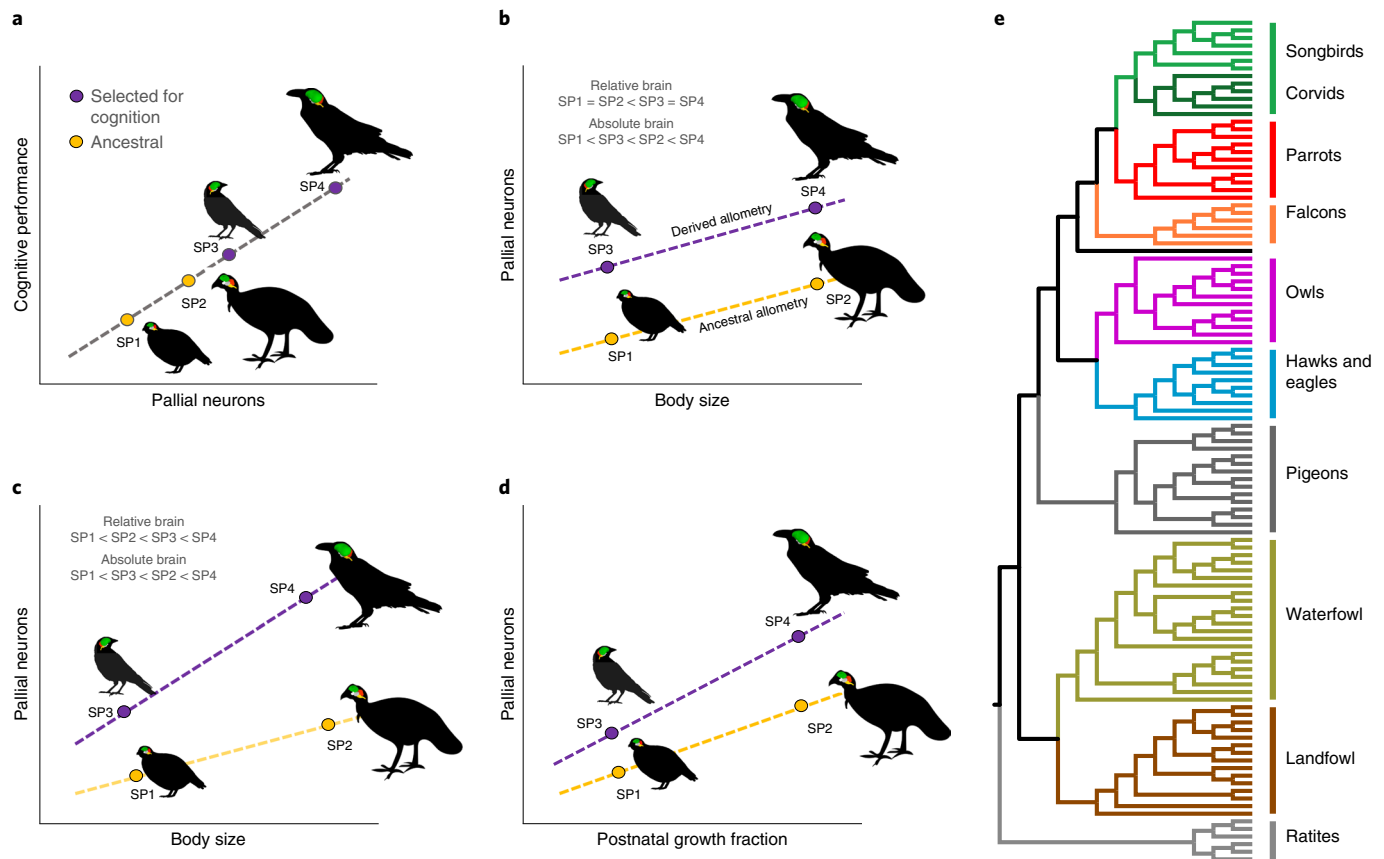 a
Cognitive performance
Selected for
cognition
Ancestral
SP4
SP3
SP2
SP1
Pallial neurons
b
Pallial neurons
Relative brain
SP1 = SP2 < SP3 = SP4
Absolute brain
SP1 < SP3 < SP2 < SP4
SP4
Derived allometry
SP3
SP2
Ancestral allometry
SP1
Body size
c
Pallial neurons
Relative brain
SP1 < SP2 < SP3 < SP4
Absolute brain
SP1 < SP3 < SP2 < SP4
SP4
SP3
SP2
SP1
Body size
d
Pallial neurons
SP4
SP3
SP2
SP1
Postnatal growth fraction
e
Songbirds
Corvids
Parrots
Falcons
Owls
Hawks and
eagles
Pigeons
Waterfowl
Landfowl
Ratites